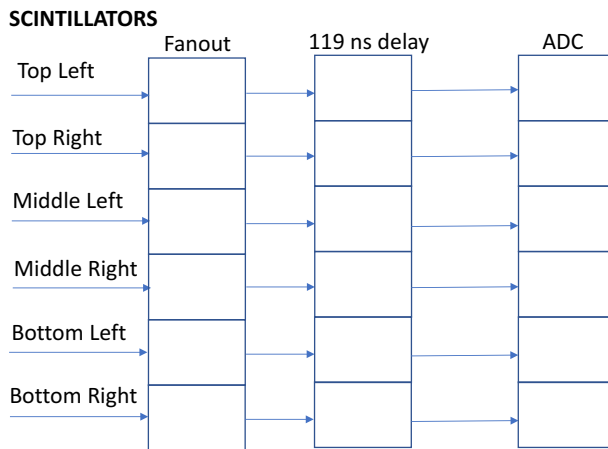 SCINTILLATORS
Fanout
119 ns delay
ADC
Top Left
Top Right
Middle Left
Middle Right
Bottom Left
Bottom Right